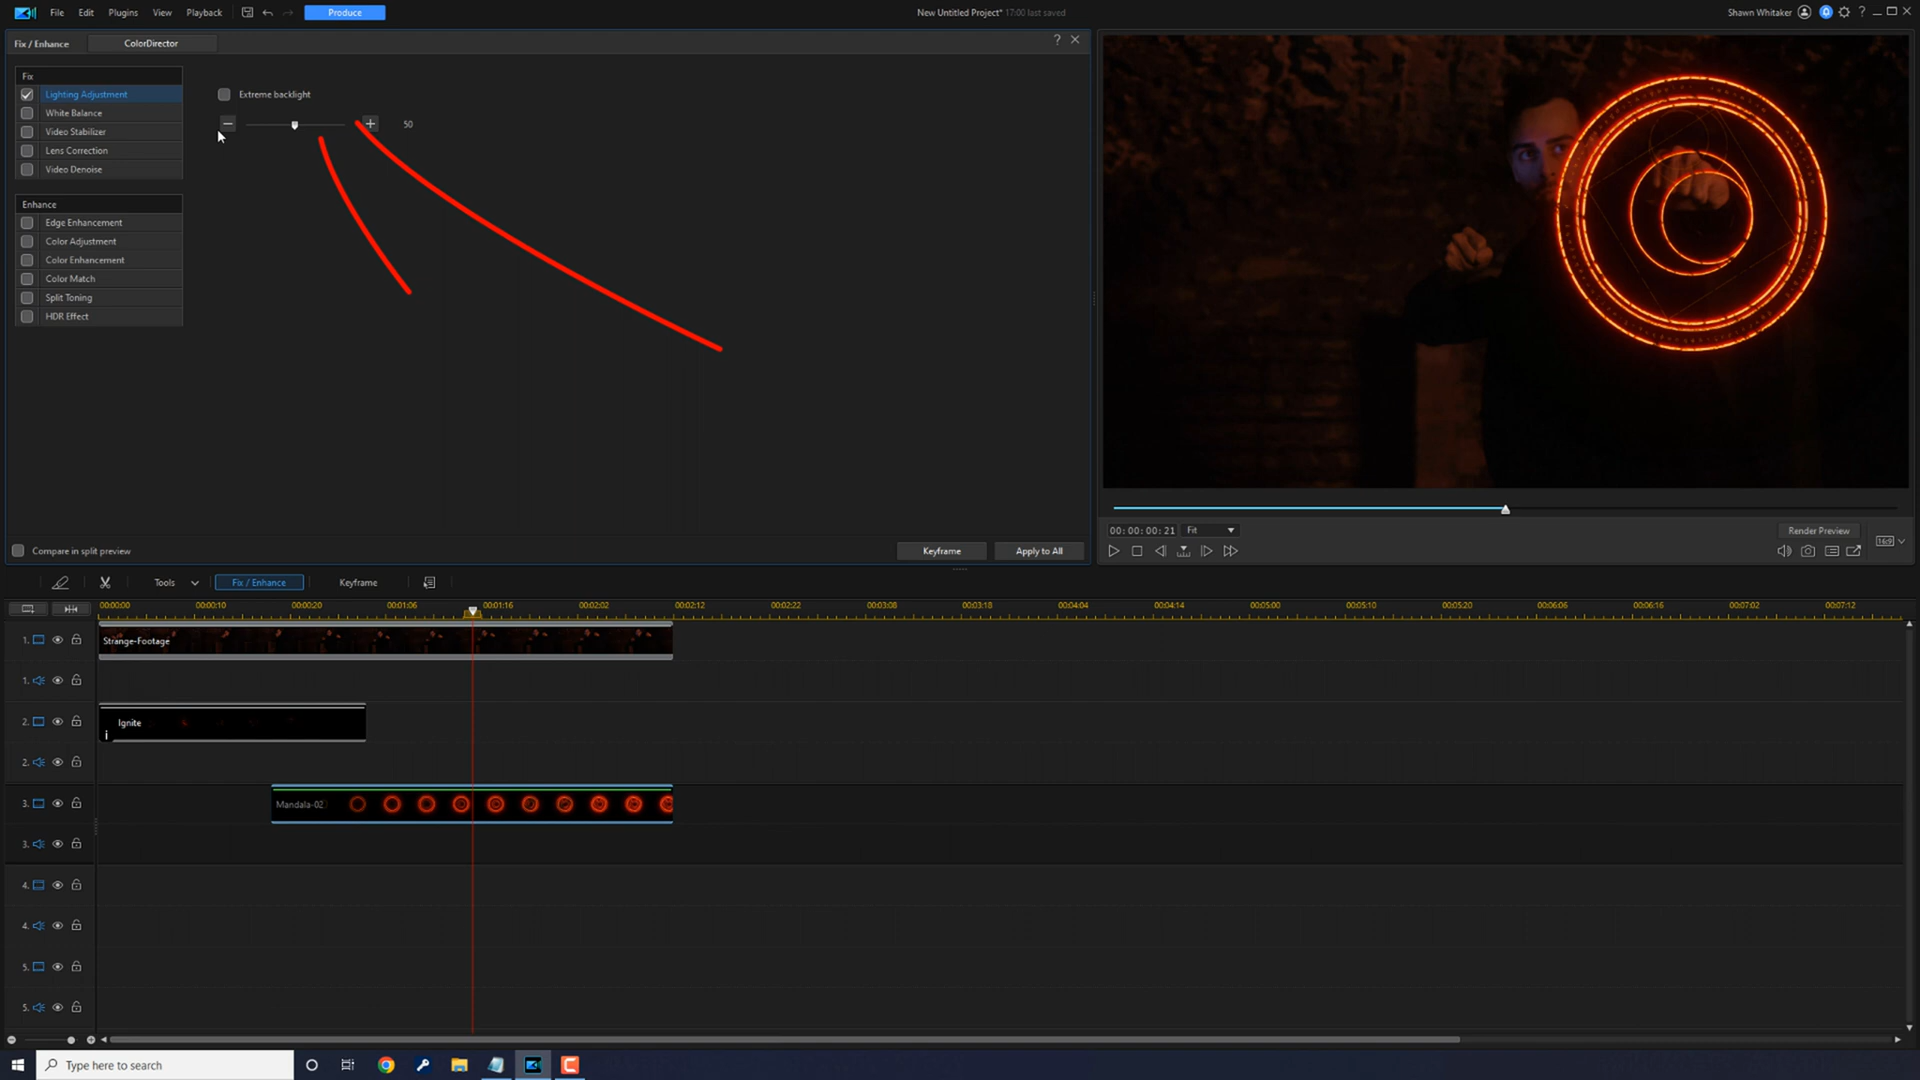 File Edit Plugins View Playback Produce New Untitled Project* 17:00 last saved Shawn Whitaker ?
Fix / Enhance ColorDirector ?
Fix
Lighting Adjustment
White Balance
Video Stabilizer
Lens Correction
Video Denoise
Enhance
Edge Enhancement
Color Adjustment
Color Enhancement
Color Match
Split Toning
HDR Effect
Extreme backlight
50
Compare in split preview Keyframe Apply to All
00:00:00:21 Fit Render Preview
16:9
Tools Fix / Enhance Keyframe
00:00:00 00:00:10 00:00:20 00:01:06 00:01:16 00:02:02 00:02:12 00:02:22 00:03:08 00:03:18 00:04:04 00:04:14 00:05:00 00:05:10 00:05:20 00:06:06 00:06:16 00:07:02 00:07:12
1. Strange-Footage
1.
2. Ignite
i
2.
3. Mandala-02
3.
4.
4.
5.
5.
Type here to search